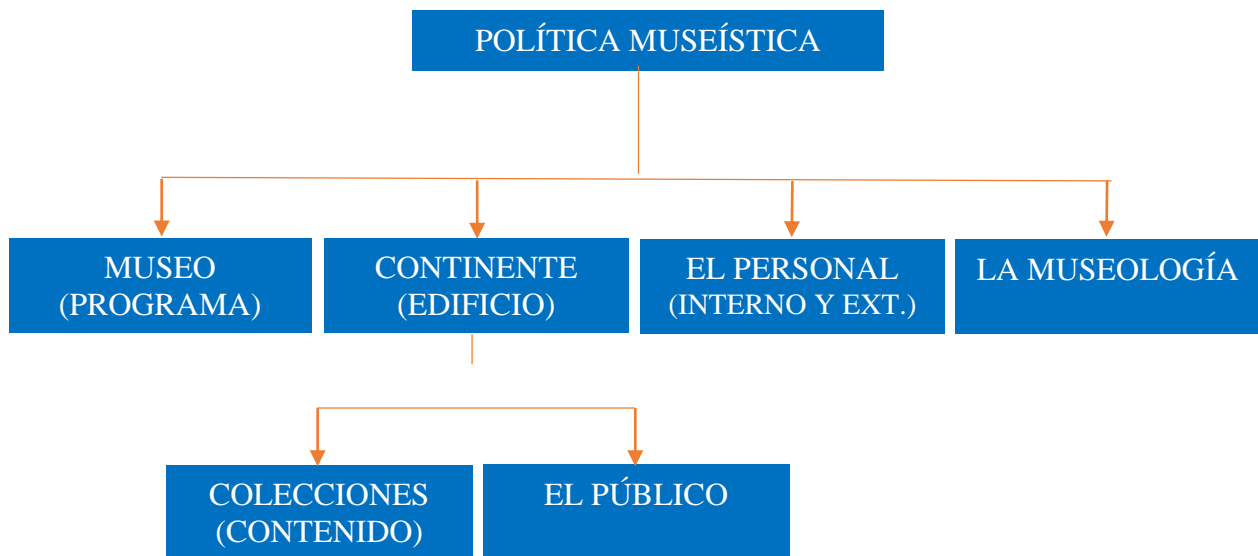 POLÍTICA MUSEÍSTICA
MUSEO
(PROGRAMA)
CONTINENTE
(EDIFICIO)
EL PERSONAL
(INTERNO Y EXT.)
LA MUSEOLOGÍA
COLECCIONES
(CONTENIDO)
EL PÚBLICO